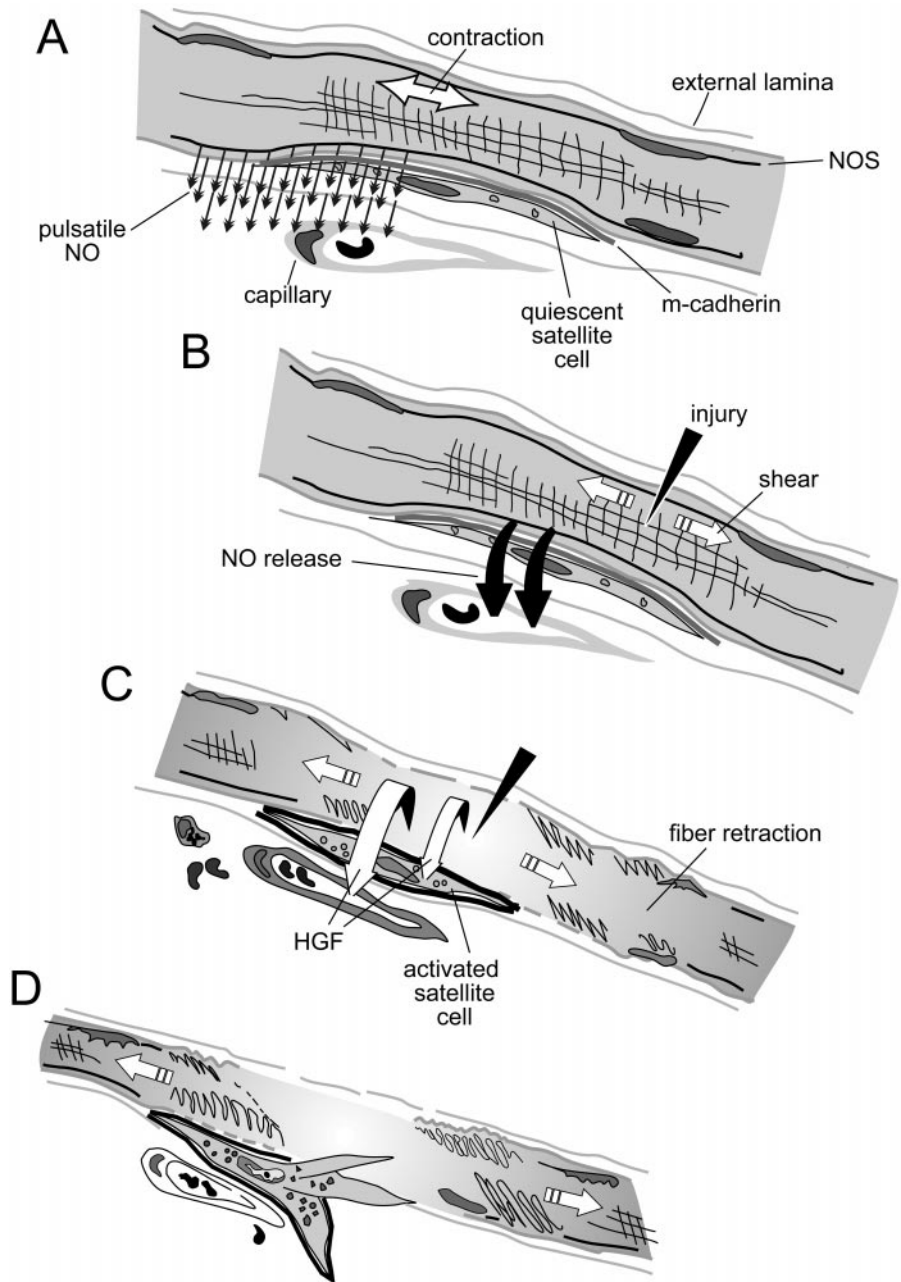 A
contraction
external lamina
NOS
pulsatile
NO
capillary
quiescent
satellite
cell
m-cadherin
B
injury
shear
NO release
C
fiber retraction
HGF
activated
satellite
cell
D